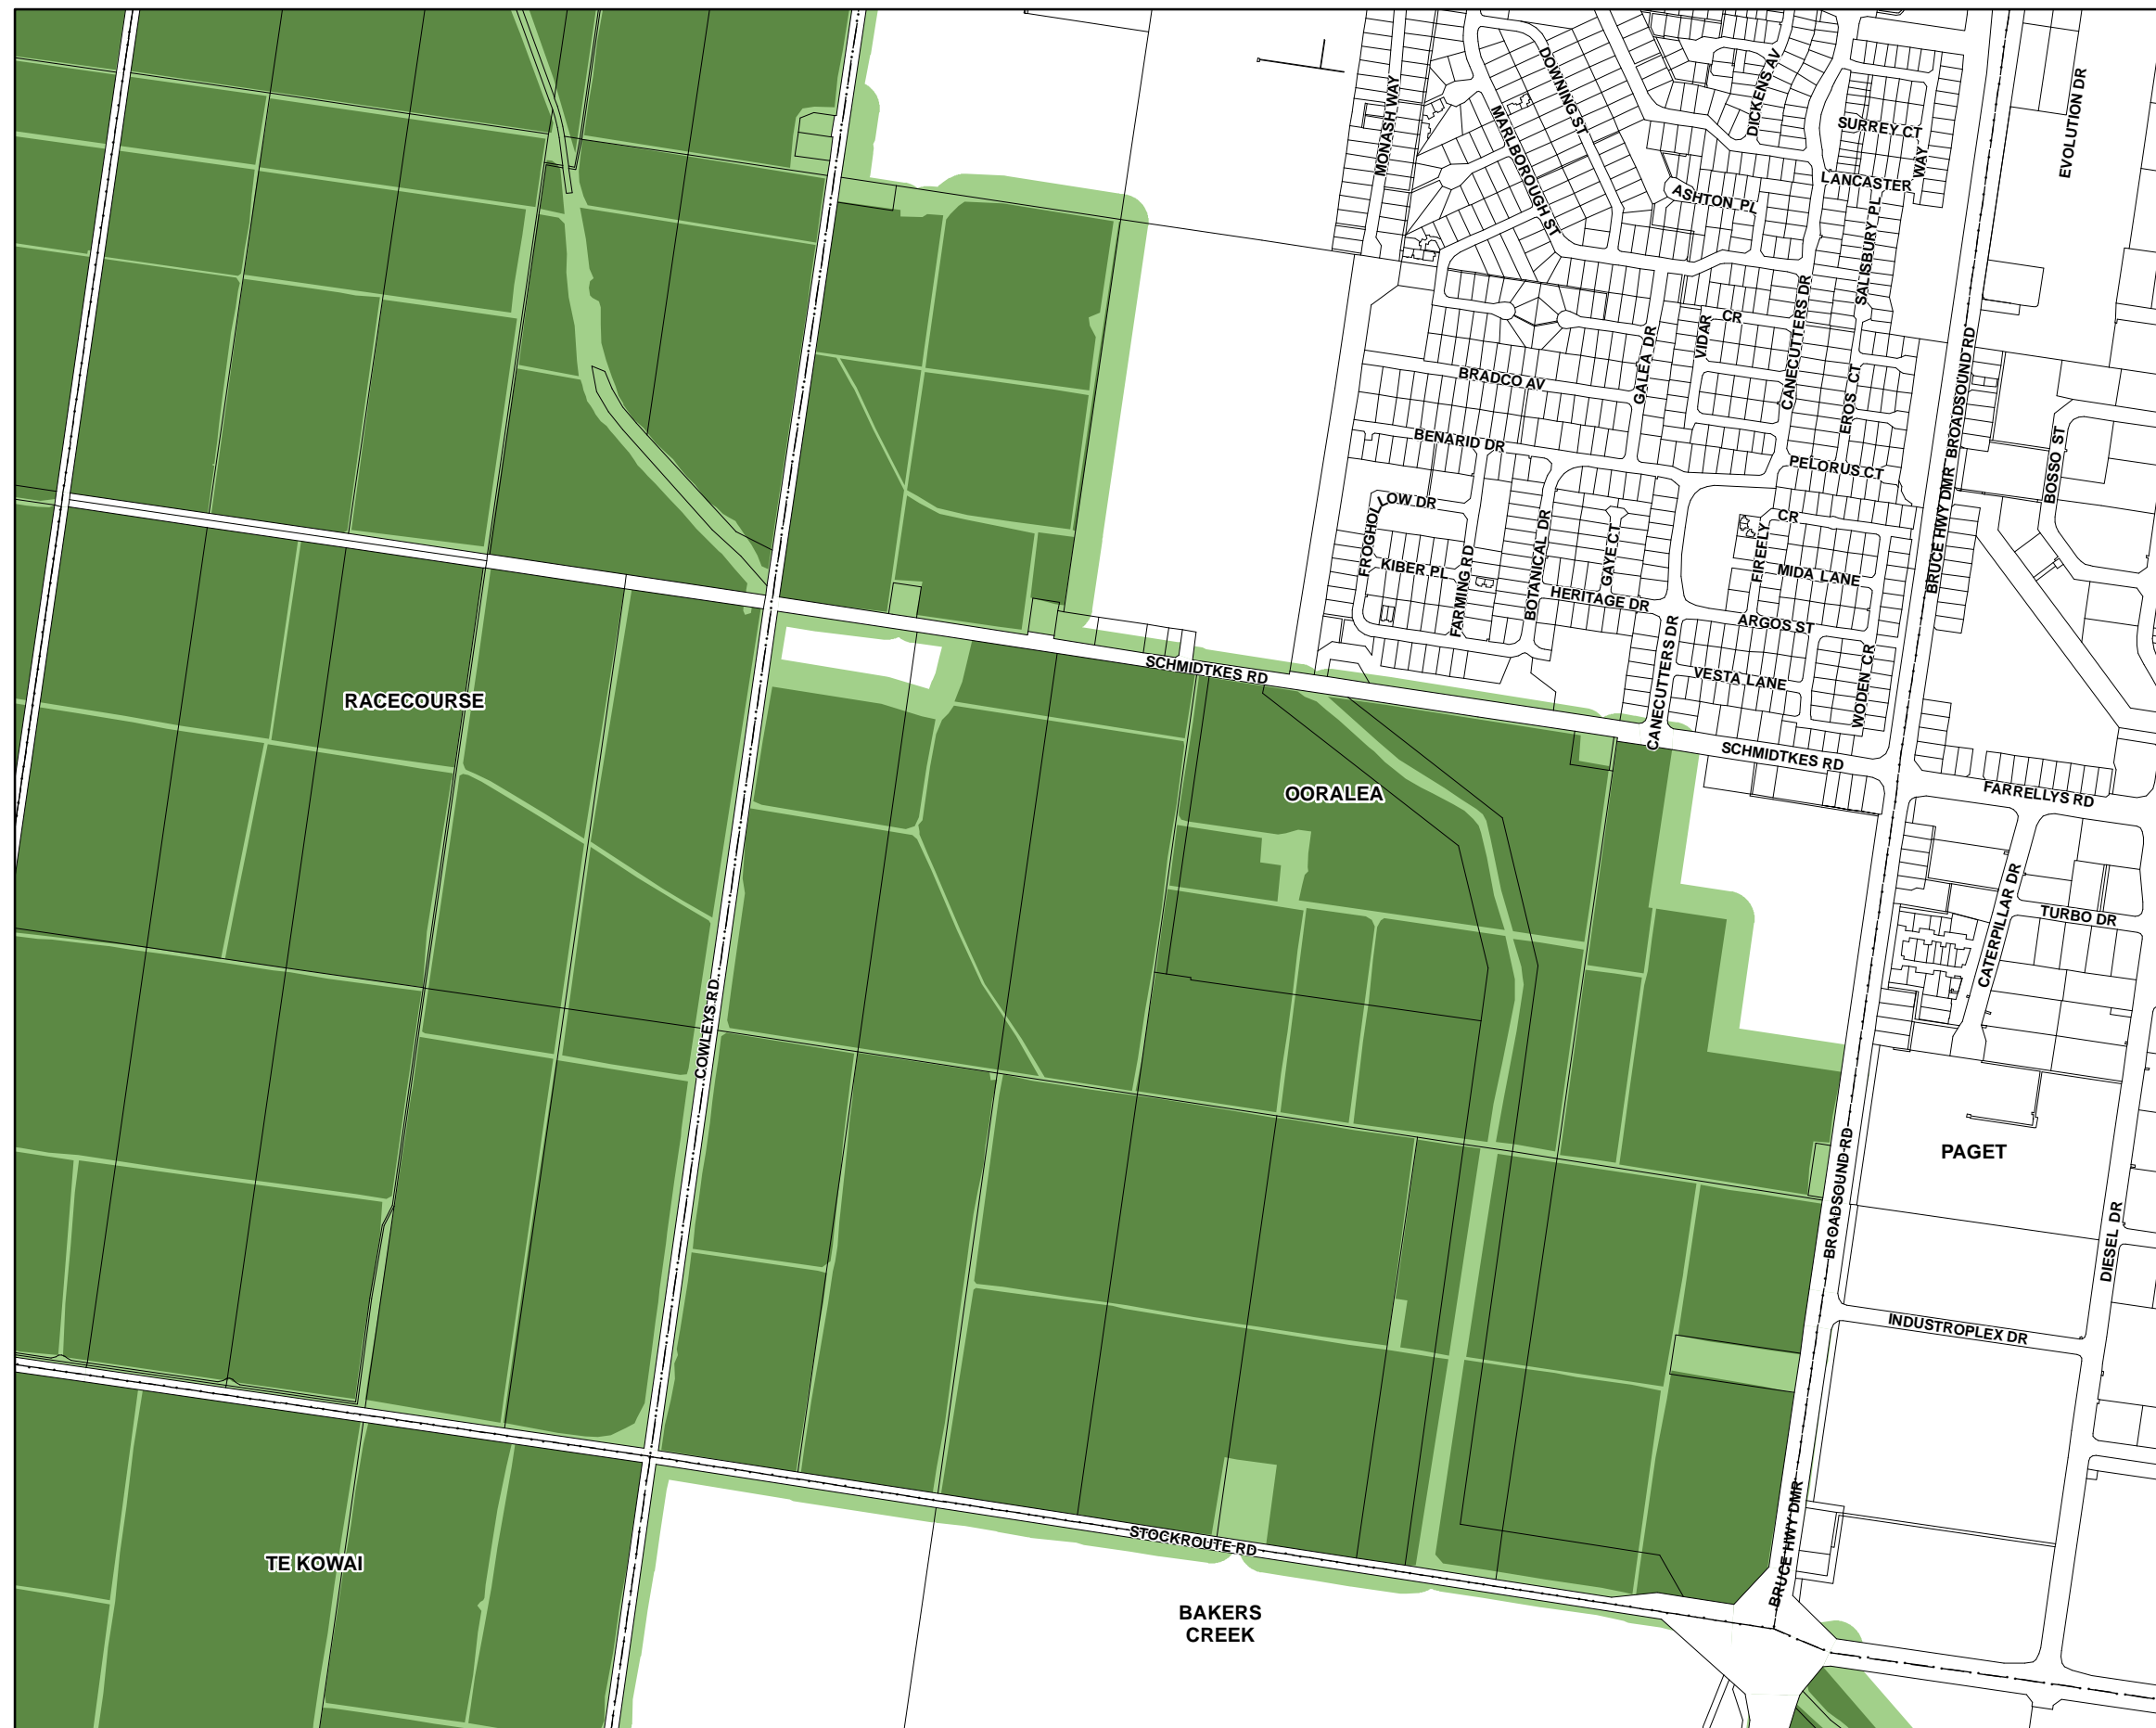 DOWNING ST
DICKENS AV
EVOLUTION DR
MONASH WAY
MARLBOROUGH ST
SURREY CT
LANCASTER
WAY
ASHTON PL
SALISBURY PL
GALEA DR
VIDAR
CR
CANECUTTERS DR
BRADCO AV
EROS CT
BRUCE HWY DMR BROADSOUND RD
BENARID DR
PELORUS CT
BOSSO ST
FROGHOLLOW DR
BOTANICAL DR
GAYE CT
FIREFLY
CR
KIBER PL
FARMING RD
MIDA LANE
HERITAGE DR
ARGOS ST
SCHMIDTKES RD
CANECUTTERS DR
VESTA LANE
WODEN CR
RACECOURSE
SCHMIDTKES RD
OORALEA
FARRELLYS RD
CATERPILLAR DR
TURBO DR
COWLEYS RD
BROADSOUND RD
PAGET
DIESEL DR
INDUSTROPLEX DR
BRUCE HWY DMR
STOCKROUTE RD
TE KOWAI
BAKERS
CREEK